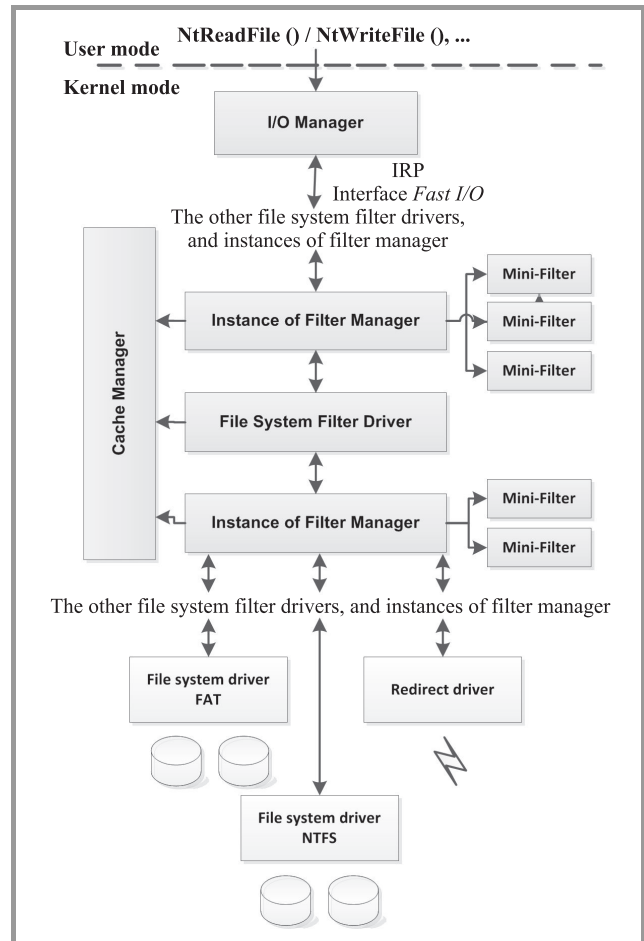 NtReadFile () / NtWriteFile (), ...
User mode
Kernel mode
I/O Manager
IRP
Interface Fast I/O
The other file system filter drivers,
and instances of filter manager
Cache Manager
Instance of Filter Manager
Mini-Filter
Mini-Filter
Mini-Filter
File System Filter Driver
Instance of Filter Manager
Mini-Filter
Mini-Filter
The other file system filter drivers, and instances of filter manager
File system driver
FAT
Redirect driver
File system driver
NTFS